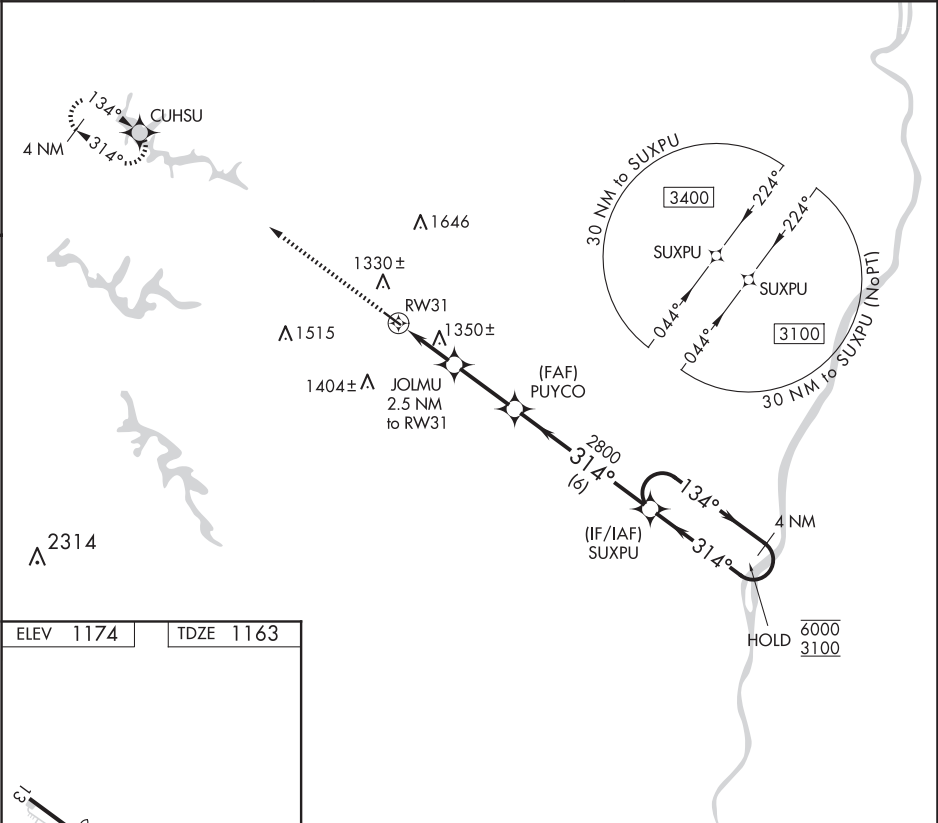 134°
CUHSU
4 NM
314°
30 NM to SUXPU
3400
224°
SUXPU
044°
224°
SUXPU
044°
3100
30 NM to SUXPU (NoPT)
1646
1330 ±
RW31
1515
1350 ±
1404 ±
JOLMU
2.5 NM
to RW31
(FAF)
PUYCO
2800
314°
(6)
134°
4 NM
(IF/IAF)
SUXPU
314°
HOLD 6000
3100
2314
ELEV 1174
TDZE 1163
13